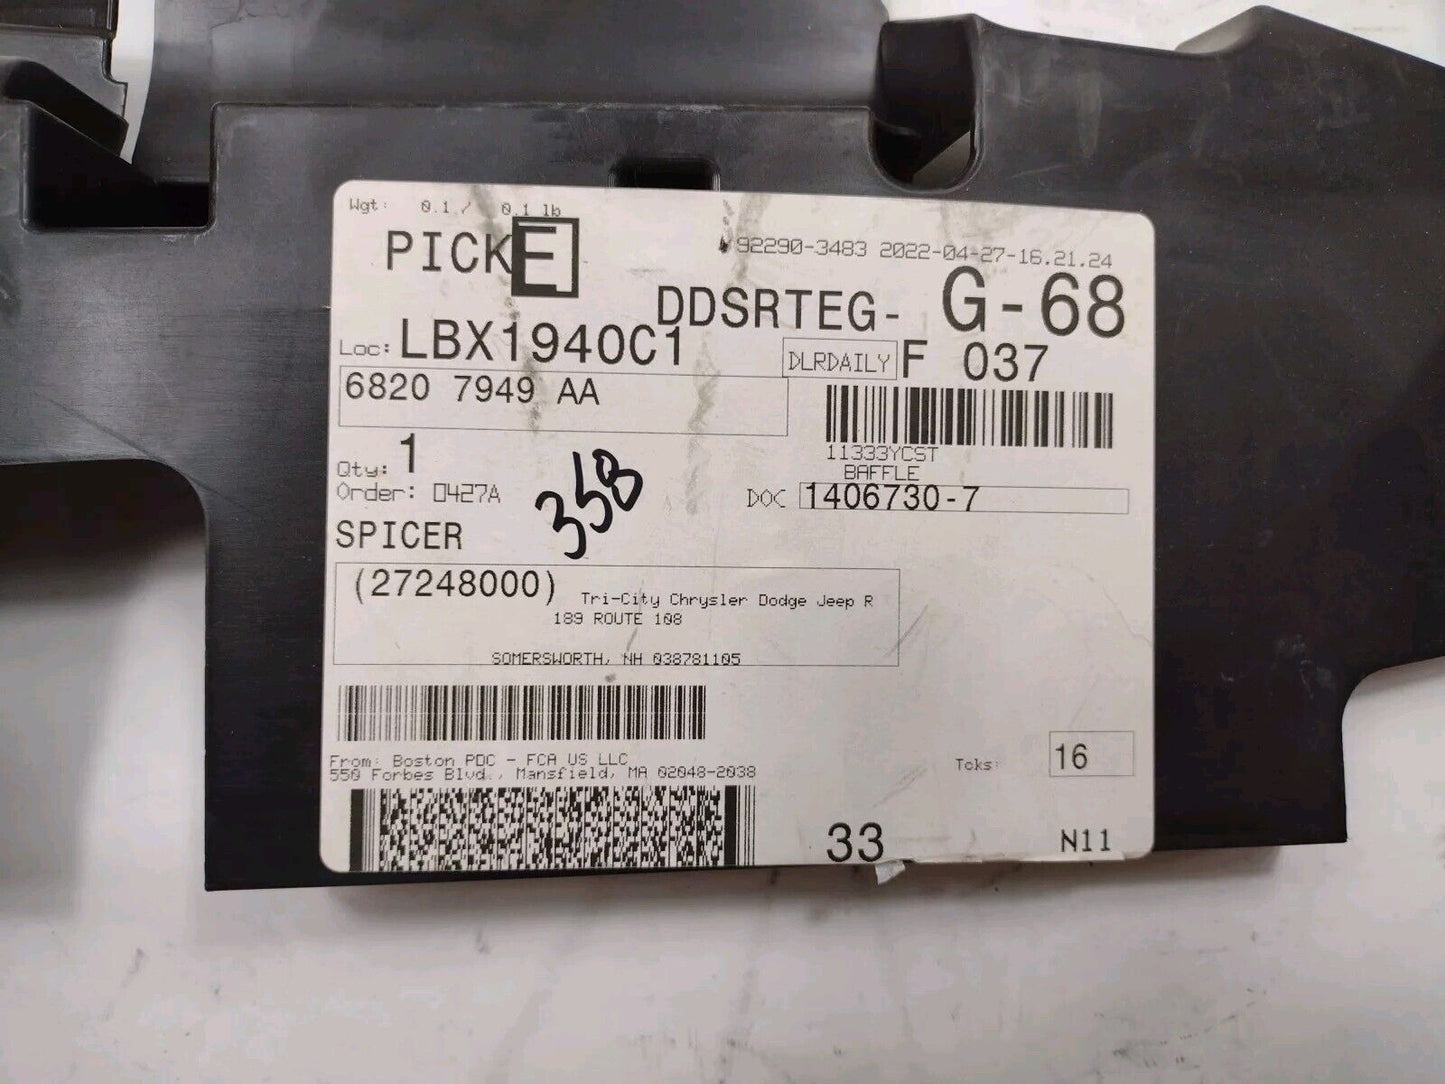 Wgt: 0.1 / 0.1 lb
92290-3483 2022-04-27-16.21.24
PICKE
DDSRTEG- G-68
Loc: LBX1940C1
DLRDAILY F 037
6820 7949 AA
11333YCST
BAFFLE
Qty: 1
Order: 0427A
358
DOC 1406730-7
SPICER
(27248000) Tri-City Chrysler Dodge Jeep R
189 ROUTE 108
SOMERSWORTH, NH 038781105
From: Boston PDC - FCA US LLC
550 Forbes Blvd., Mansfield, MA 02048-2038
Tcks: 16
33
N11